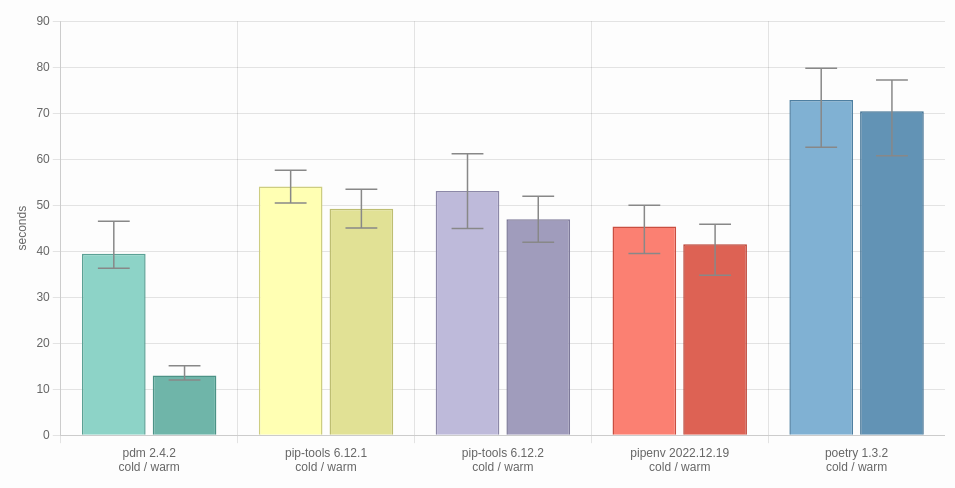 90
80
70
60
50
40
30
20
10
0
seconds
pdm 2.4.2
cold / warm
pip-tools 6.12.1
cold / warm
pip-tools 6.12.2
cold / warm
pipenv 2022.12.19
cold / warm
poetry 1.3.2
cold / warm